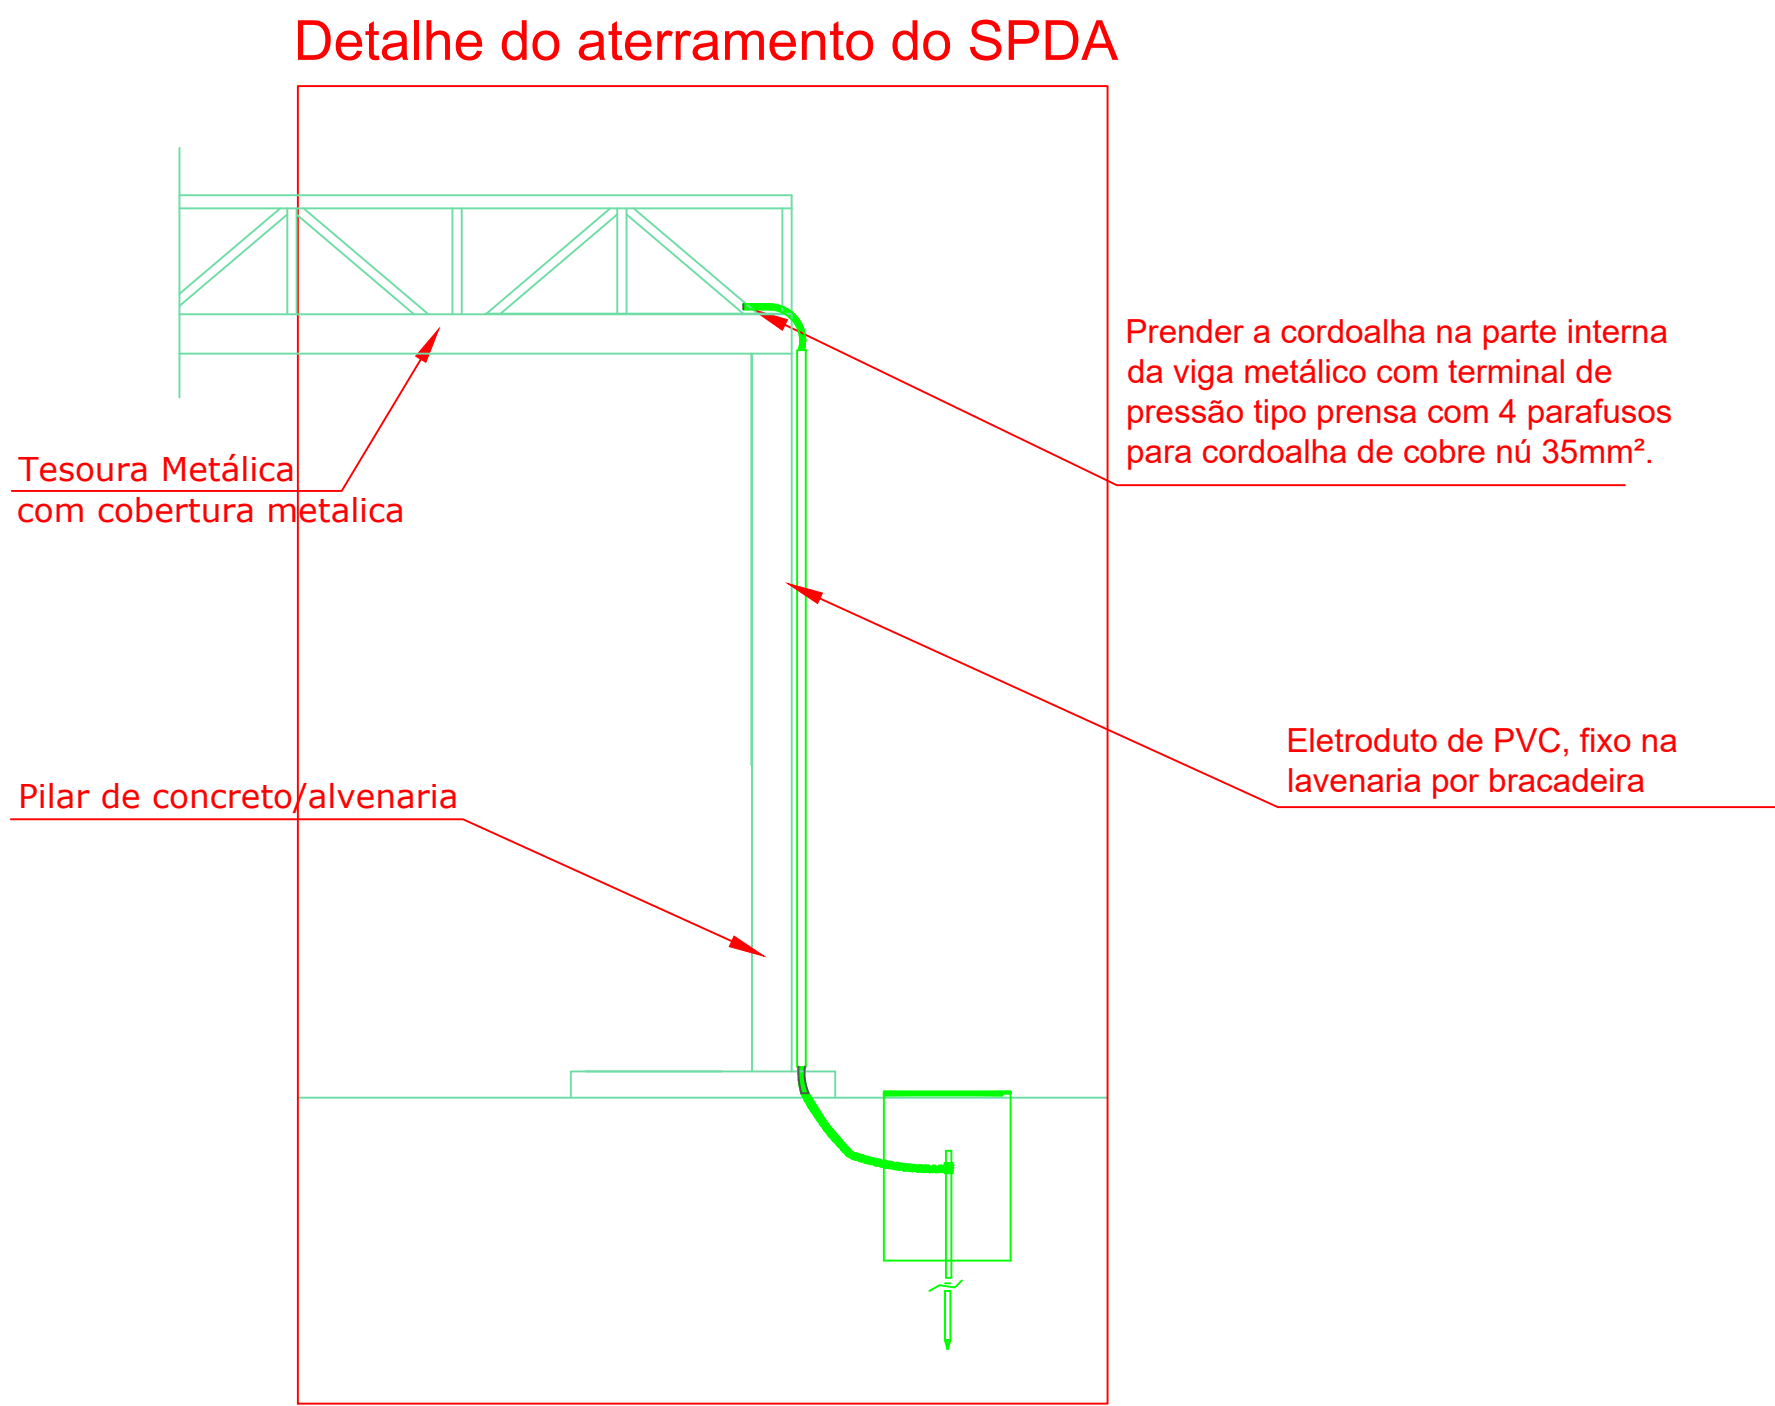 Detalhe do aterramento do SPDA
Prender a cordoalha na parte interna
da viga metálico com terminal de
pressão tipo prensa com 4 parafusos
para cordoalha de cobre nú 35mm².
Tesoura Metálica
com cobertura metalica
Eletroduto de PVC, fixo na
lavenaria por bracadeira
Pilar de concreto/alvenaria